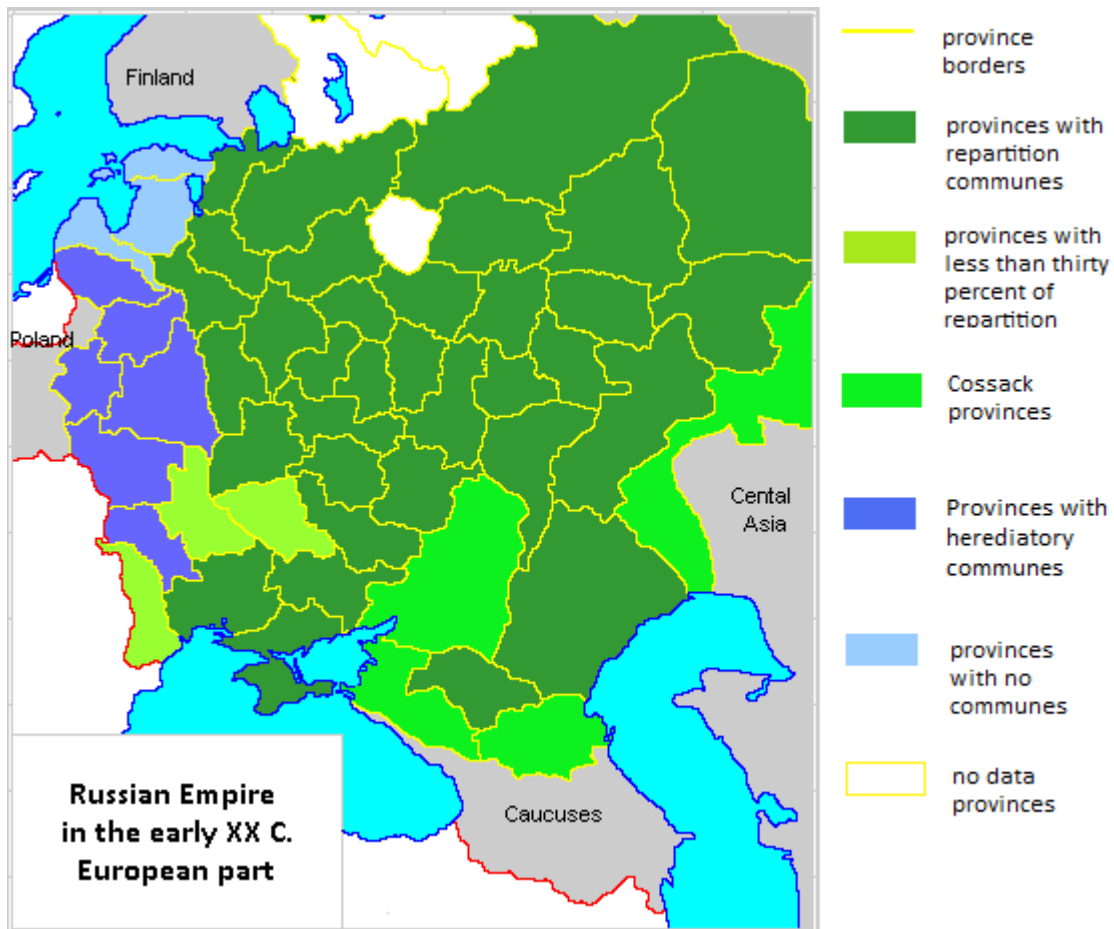 Finland
Poland
Cental
Asia
Caucuses
Russian Empire
in the early XX C.
European part
province
borders
provinces with
repartition
communes
provinces with
less than thirty
percent of
repartition
Cossack
provinces
Provinces with
herediatory
communes
provinces
with no
communes
no data
provinces